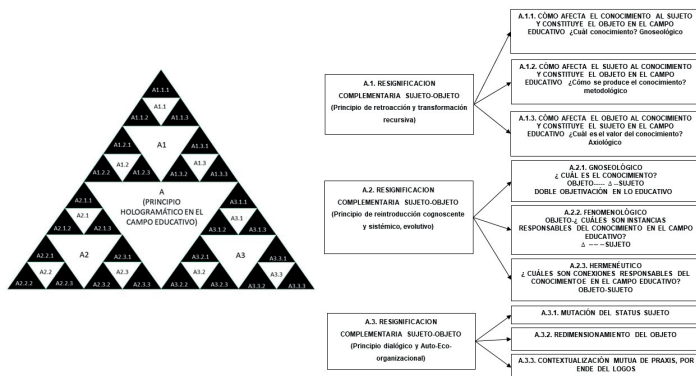 A1.1.1
A1.1
A1.1.2 A1.1.3
A1.2.1 A1 A1.3.1
A1.2 A1.3
A1.2.2 A1.2.3 A1.3.2 A1.3.3
A
(PRINCIPIO
HOLOGRAMÁTICO EN EL
CAMPO EDUCATIVO)
A2.1.1 A3.1.1
A2.1 A3.1
A2.1.2 A2.1.3 A3.1.2 A3.1.3
A2.2.1 A2 A2.3.1 A3.2.1 A3 A3.3.1
A2.2 A2.3 A3.2 A3.3
A2.2.2 A2.2.3 A2.3.2 A2.3.3 A3.2.2 A3.2.3 A3.3.2 A3.3.3
A.1. RESIGNIFICACION
COMPLEMENTARIA SUJETO-OBJETO
(Principio de retroacción y transformación
recursiva)
A.1.1. CÓMO AFECTA EL CONOCIMIENTO AL SUJETO
Y CONSTITUYE EL OBJETO EN EL CAMPO
EDUCATIVO ¿Cuál conocimiento? Gnoseológico
A.1.2. CÓMO AFECTA EL SUJETO AL CONOCIMIENTO
Y CONSTITUYE EL OBJETO EN EL CAMPO
EDUCATIVO ¿Cómo se produce el conocimiento?
metodológico
A.1.3. CÓMO AFECTA EL OBJETO AL CONOCIMIENTO
Y CONSTITUYE EL SUJETO EN EL CAMPO
EDUCATIVO ¿Cuál es el valor del conocimiento?
Axiológico
A.2. RESIGNIFICACION
COMPLEMENTARIA SUJETO-OBJETO
(Principio de reintroducción cognoscente
y sistémico, evolutivo)
A.2.1. GNOSEOLÓGICO
¿ CUÁL ES EL CONOCIMIENTO?
OBJETO----- Δ --SUJETO
DOBLE OBJETIVACIÓN EN LO EDUCATIVO
A.2.2. FENOMENOLÓGICO
OBJETO-¿ CUÁLES SON INSTANCIAS
RESPONSABLES DEL CONOCIMIENTO EN EL CAMPO
EDUCATIVO?
Δ ----SUJETO
A.2.3. HERMENÉUTICO
¿ CUÁLES SON CONEXIONES RESPONSABLES DEL
CONOCIMIENTOE EN EL CAMPO EDUCATIVO?
OBJETO-SUJETO
A.3. RESIGNIFICACION
COMPLEMENTARIA SUJETO-OBJETO
(Principio dialógico y Auto-Eco-
organizacional)
A.3.1. MUTACIÓN DEL STATUS SUJETO
A.3.2. REDIMENSIONAMIENTO DEL OBJETO
A.3.3. CONTEXTUALIZACIÓN MUTUA DE PRAXIS, POR
ENDE DEL LOGOS